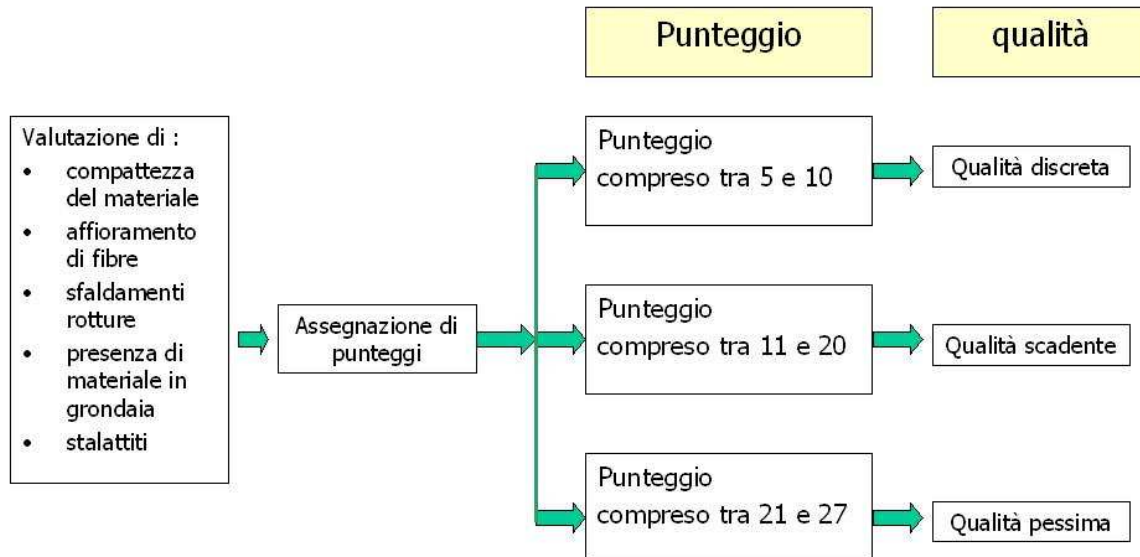 Punteggio
qualità
Valutazione di :
• compattezza
del materiale
• affioramento
di fibre
• sfaldamenti
rotture
• presenza di
materiale in
grondaia
• stalattiti
Assegnazione di
punteggi
Punteggio
compreso tra 5 e 10
Qualità discreta
Punteggio
compreso tra 11 e 20
Qualità scadente
Punteggio
compreso tra 21 e 27
Qualità pessima